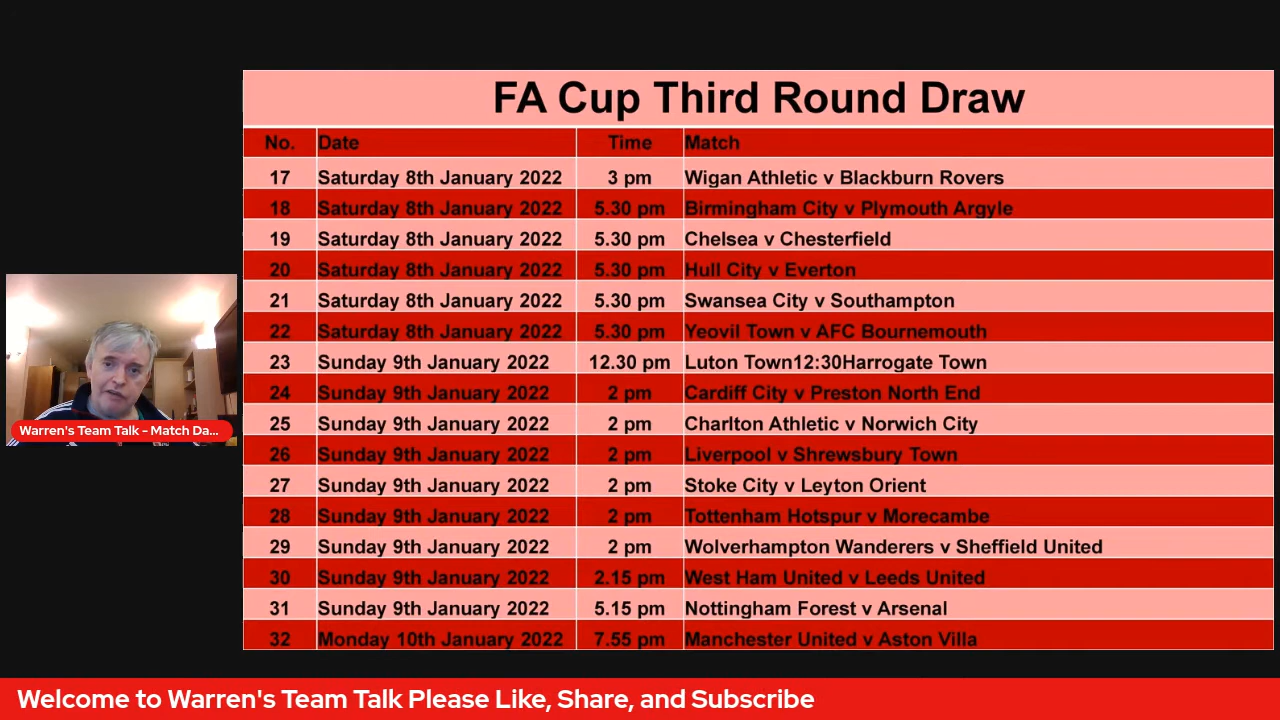 FA Cup Third Round Draw
No. Date Time Match
17 Saturday 8th January 2022 3 pm Wigan Athletic v Blackburn Rovers
18 Saturday 8th January 2022 5.30 pm Birmingham City v Plymouth Argyle
19 Saturday 8th January 2022 5.30 pm Chelsea v Chesterfield
20 Saturday 8th January 2022 5.30 pm Hull City v Everton
21 Saturday 8th January 2022 5.30 pm Swansea City v Southampton
22 Saturday 8th January 2022 5.30 pm Yeovil Town v AFC Bournemouth
23 Sunday 9th January 2022 12.30 pm Luton Town12:30Harrogate Town
24 Sunday 9th January 2022 2 pm Cardiff City v Preston North End
25 Sunday 9th January 2022 2 pm Charlton Athletic v Norwich City
26 Sunday 9th January 2022 2 pm Liverpool v Shrewsbury Town
27 Sunday 9th January 2022 2 pm Stoke City v Leyton Orient
28 Sunday 9th January 2022 2 pm Tottenham Hotspur v Morecambe
29 Sunday 9th January 2022 2 pm Wolverhampton Wanderers v Sheffield United
30 Sunday 9th January 2022 2.15 pm West Ham United v Leeds United
31 Sunday 9th January 2022 5.15 pm Nottingham Forest v Arsenal
32 Monday 10th January 2022 7.55 pm Manchester United v Aston Villa
Warren's Team Talk - Match Da...
Welcome to Warren's Team Talk Please Like, Share, and Subscribe